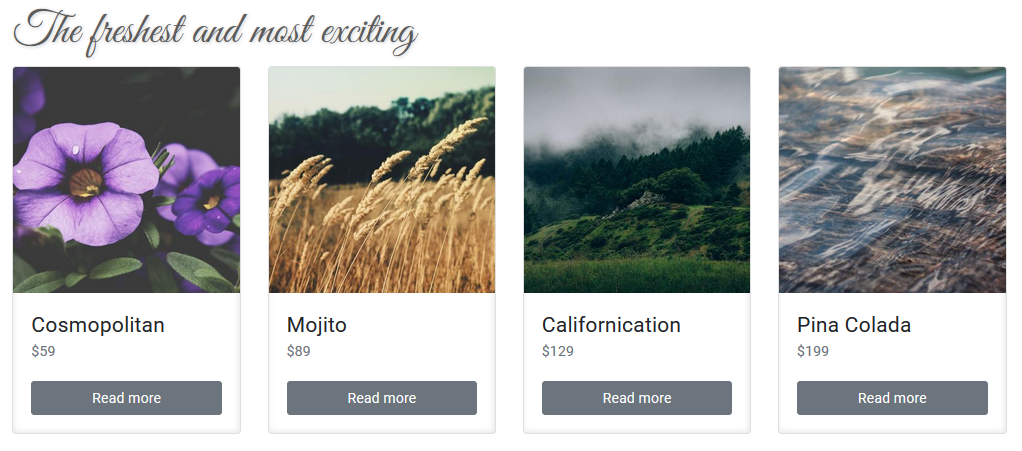 The freshest and most exciting
Cosmopolitan
$59
Read more
Mojito
$89
Read more
Californication
$129
Read more
Pina Colada
$199
Read more